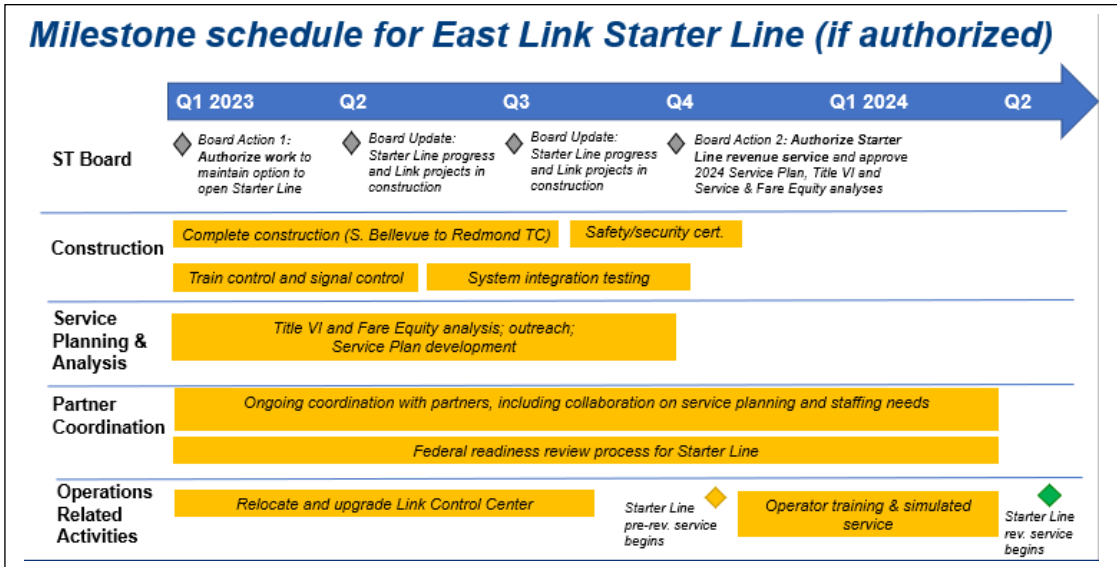 Milestone schedule for East Link Starter Line (if authorized)
Q1 2023 Q2 Q3 Q4 Q1 2024 Q2
ST Board
Board Action 1:
Authorize work to
maintain option to
open Starter Line
Board Update:
Starter Line progress
and Link projects in
construction
Board Update:
Starter Line progress
and Link projects in
construction
Board Action 2: Authorize Starter
Line revenue service and approve
2024 Service Plan, Title VI and
Service & Fare Equity analyses
Construction
Complete construction (S. Bellevue to Redmond TC)
Safety/security cert.
Train control and signal control
System integration testing
Service
Planning &
Analysis
Title VI and Fare Equity analysis; outreach;
Service Plan development
Partner
Coordination
Ongoing coordination with partners, including collaboration on service planning and staffing needs
Federal readiness review process for Starter Line
Operations
Related
Activities
Relocate and upgrade Link Control Center
Starter Line
pre-rev. service
begins
Operator training & simulated
service
Starter Line
rev. service
begins